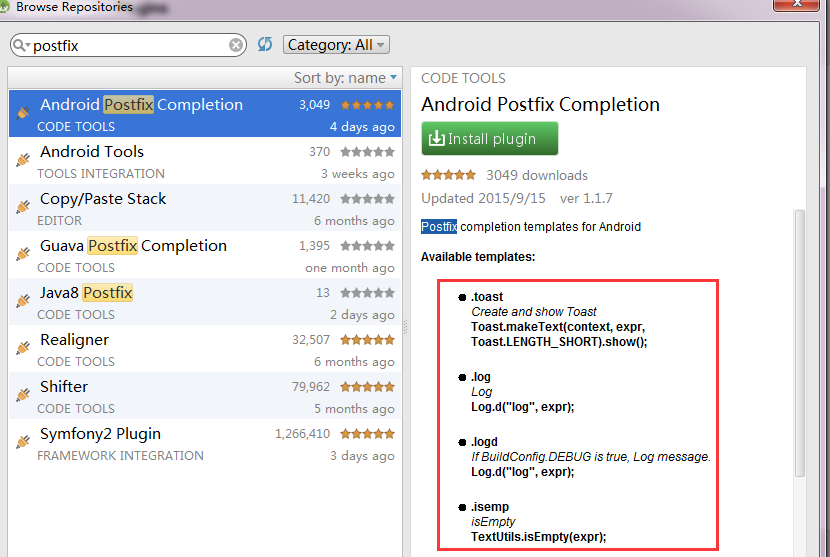 Browse Repositories
postfix
Category: All
Sort by: name
Android Postfix Completion 3,049
CODE TOOLS 4 days ago
Android Tools 370
TOOLS INTEGRATION 3 weeks ago
Copy/Paste Stack 11,420
EDITOR 6 months ago
Guava Postfix Completion 1,395
CODE TOOLS one month ago
Java8 Postfix 13
CODE TOOLS 2 days ago
Realigner 32,507
CODE TOOLS 6 months ago
Shifter 79,962
CODE TOOLS 5 months ago
Symfony2 Plugin 1,266,410
FRAMEWORK INTEGRATION 3 days ago
CODE TOOLS
Android Postfix Completion
Install plugin
3049 downloads
Updated 2015/9/15 ver 1.1.7
Postfix completion templates for Android
Available templates:
● .toast
Create and show Toast
Toast.makeText(context, expr,
Toast.LENGTH_SHORT).show();
● .log
Log
Log.d("log", expr);
● .logd
If BuildConfig.DEBUG is true, Log message.
Log.d("log", expr);
● .isemp
isEmpty
TextUtils.isEmpty(expr);